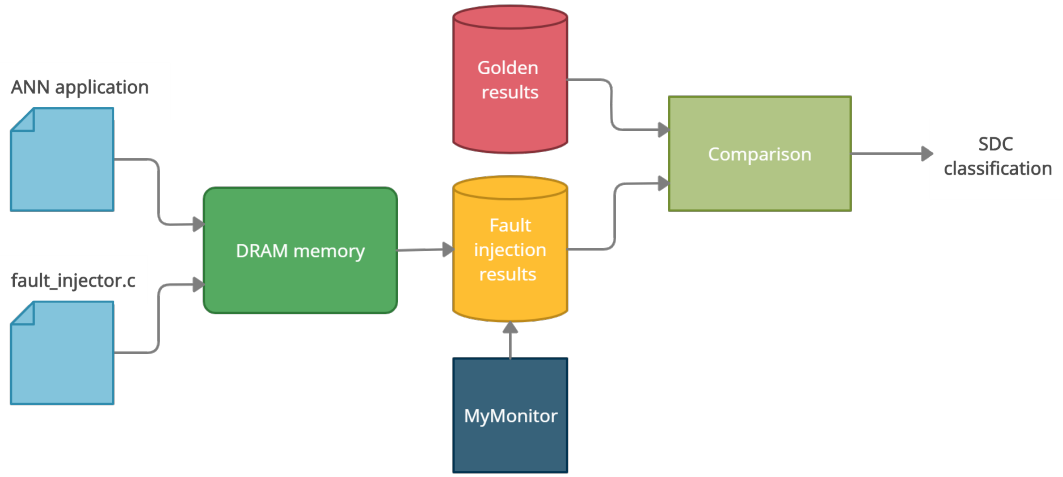 ANN application
fault_injector.c
DRAM memory
Golden
results
Fault
injection
results
MyMonitor
Comparison
SDC
classification